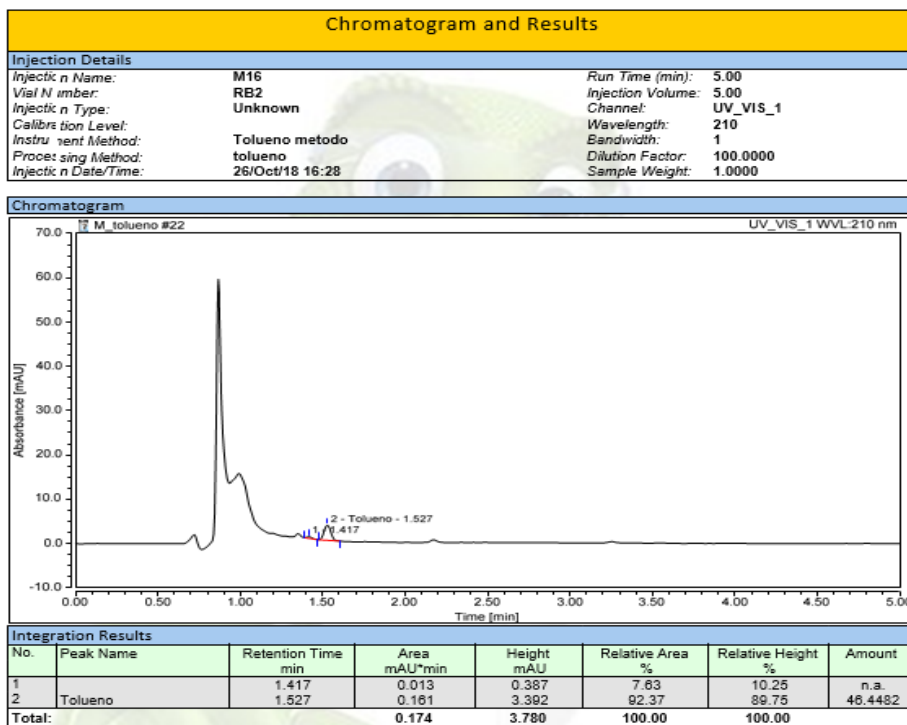 Chromatogram and Results
Injection Details
Injectic n Name: M16 Run Time (min): 5.00
Vial N imber: RB2 Injection Volume: 5.00
Injectic n Type: Unknown Channel: UV_VIS_1
Calibra tion Level: Wavelength: 210
Instru nent Method: Tolueno metodo Bandwidth: 1
Proces sing Method: tolueno Dilution Factor: 100.0000
Injectic n Date/Time: 26/Oct/18 16:28 Sample Weight: 1.0000
Chromatogram
M_tolueno #22 UV_VIS_1 WVL:210 nm
70.0
60.0
50.0
40.0
30.0
20.0
10.0
0.0
-10.0
Absorbance [mAU]
2 - Tolueno - 1.527
1 - 1.417
0.00 0.50 1.00 1.50 2.00 2.50 3.00 3.50 4.00 4.50 5.0
Time [min]
Integration Results
No. Peak Name Retention Time Area Height Relative Area Relative Height Amount
min mAU*min mAU % %
1 1.417 0.013 0.387 7.63 10.25 n.a.
2 Tolueno 1.527 0.161 3.392 92.37 89.75 46.4482
Total: 0.174 3.780 100.00 100.00